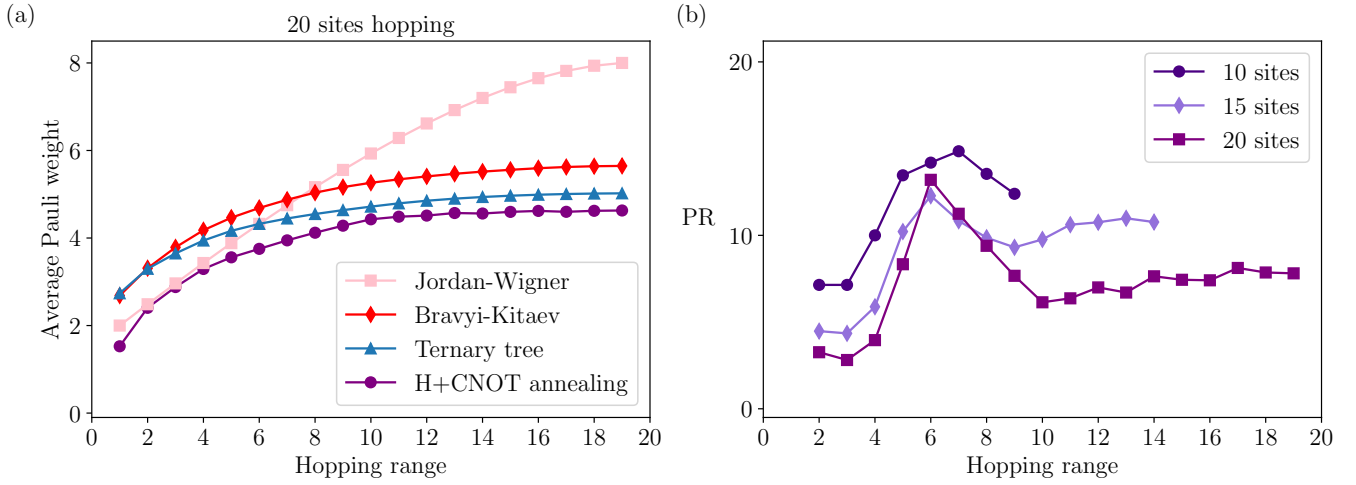 (a)
20 sites hopping
Average Pauli weight
8
6
4
2
0
Jordan-Wigner
Bravyi-Kitaev
Ternary tree
H+CNOT annealing
0 2 4 6 8 10 12 14 16 18 20
Hopping range
(b)
PR
20
10
0
10 sites
15 sites
20 sites
0 2 4 6 8 10 12 14 16 18 20
Hopping range